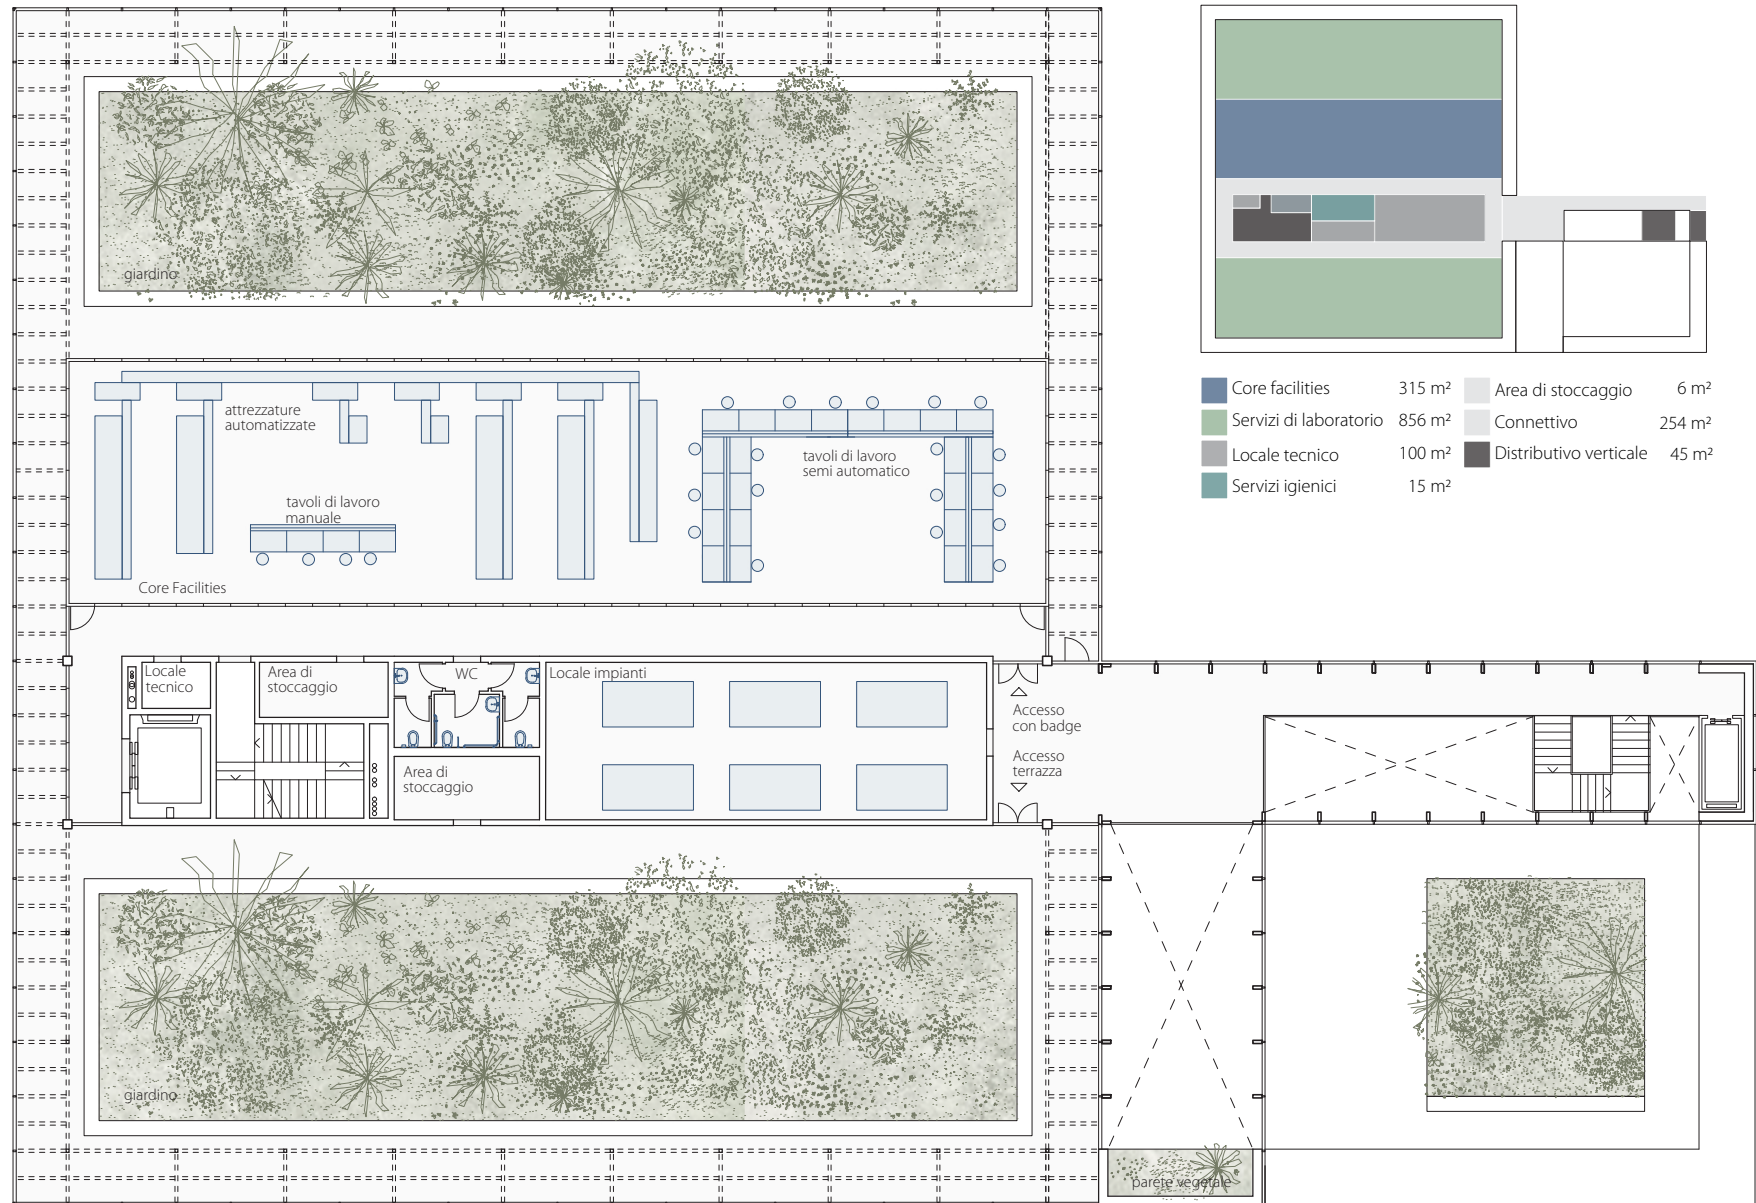 giardino
attrezzature
automatizzate
tavoli di lavoro
semi automatico
tavoli di lavoro
manuale
Core Facilities
Core facilities 315 m²
Servizi di laboratorio 856 m²
Locale tecnico 100 m²
Servizi igienici 15 m²
Area di stoccaggio 6 m²
Connettivo 254 m²
Distributivo verticale 45 m²
Locale
tecnico
Area di
stoccaggio
WC
Locale impianti
Area di
stoccaggio
Accesso
con badge
Accesso
terrazza
giardino
parete vegetale